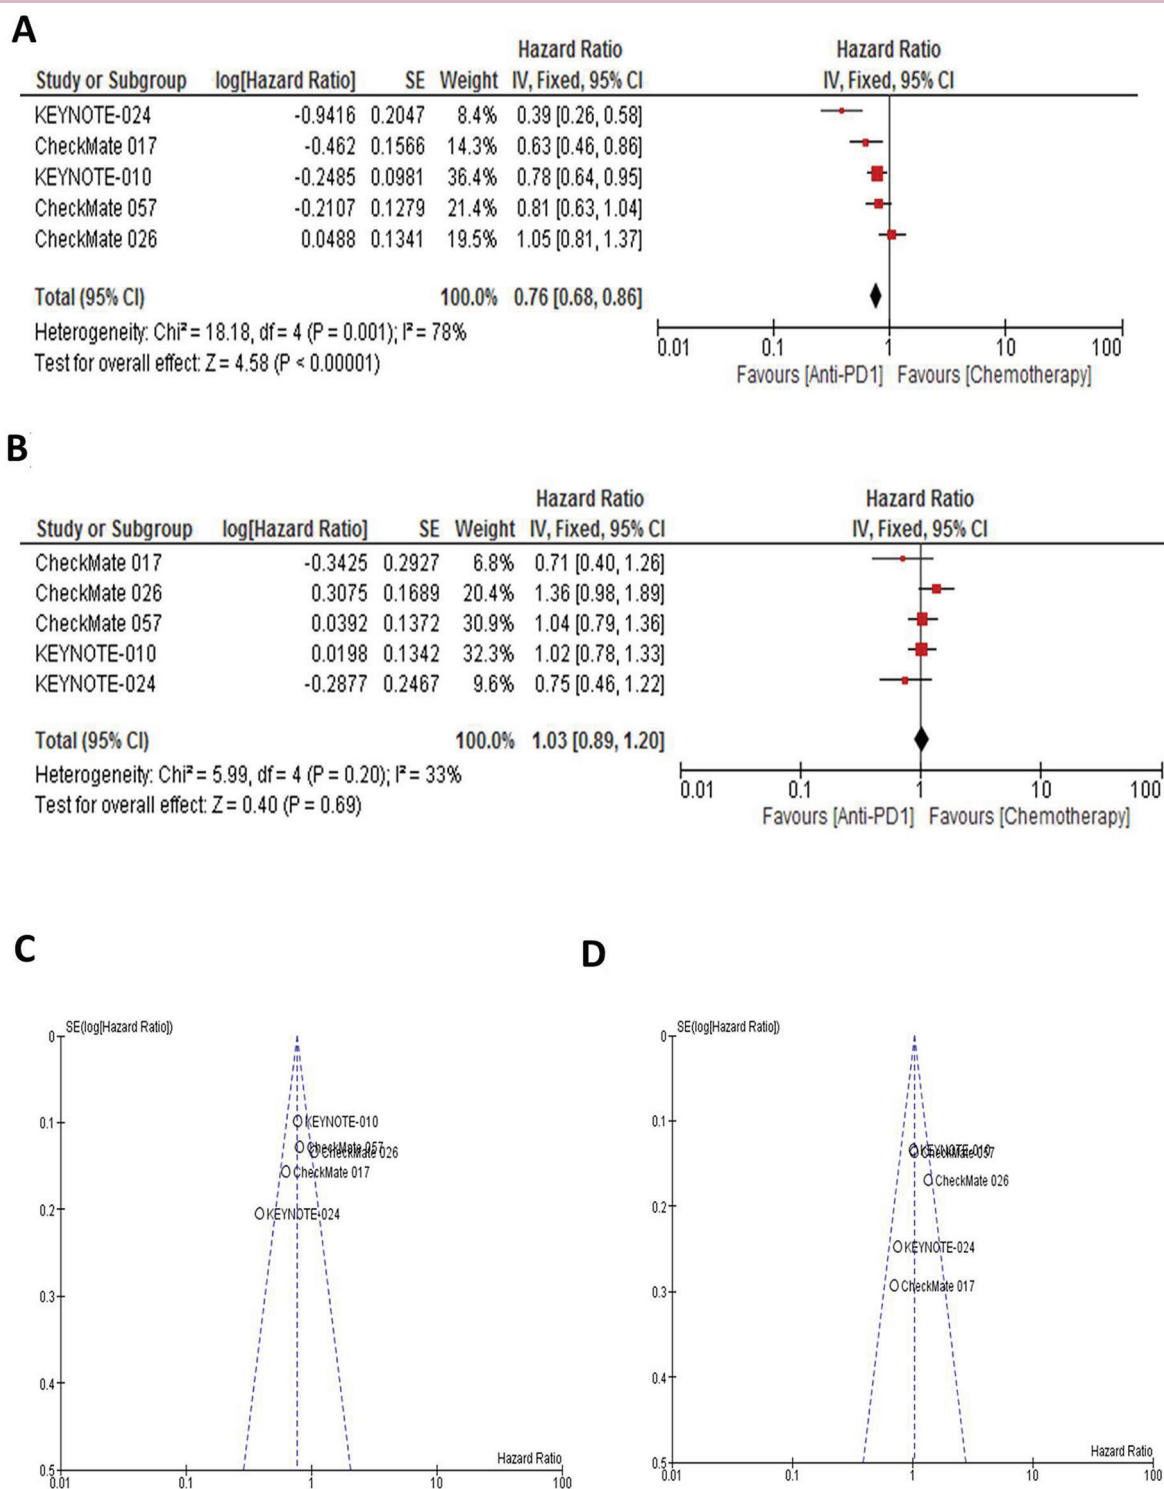 A
Hazard Ratio Hazard Ratio
Study or Subgroup log[Hazard Ratio] SE Weight IV, Fixed, 95% CI IV, Fixed, 95% CI
KEYNOTE-024 -0.9416 0.2047 8.4% 0.39 [0.26, 0.58]
CheckMate 017 -0.462 0.1566 14.3% 0.63 [0.46, 0.86]
KEYNOTE-010 -0.2485 0.0981 36.4% 0.78 [0.64, 0.95]
CheckMate 057 -0.2107 0.1279 21.4% 0.81 [0.63, 1.04]
CheckMate 026 0.0488 0.1341 19.5% 1.05 [0.81, 1.37]
Total (95% CI) 100.0% 0.76 [0.68, 0.86]
Heterogeneity: Chi² = 18.18, df = 4 (P = 0.001); I² = 78%
Test for overall effect: Z = 4.58 (P < 0.00001)
0.01 0.1 1 10 100
Favours [Anti-PD1] Favours [Chemotherapy]
B
Hazard Ratio Hazard Ratio
Study or Subgroup log[Hazard Ratio] SE Weight IV, Fixed, 95% CI IV, Fixed, 95% CI
CheckMate 017 -0.3425 0.2927 6.8% 0.71 [0.40, 1.26]
CheckMate 026 0.3075 0.1689 20.4% 1.36 [0.98, 1.89]
CheckMate 057 0.0392 0.1372 30.9% 1.04 [0.79, 1.36]
KEYNOTE-010 0.0198 0.1342 32.3% 1.02 [0.78, 1.33]
KEYNOTE-024 -0.2877 0.2467 9.6% 0.75 [0.46, 1.22]
Total (95% CI) 100.0% 1.03 [0.89, 1.20]
Heterogeneity: Chi² = 5.99, df = 4 (P = 0.20); I² = 33%
Test for overall effect: Z = 0.40 (P = 0.69)
0.01 0.1 1 10 100
Favours [Anti-PD1] Favours [Chemotherapy]
C
SE(log[Hazard Ratio])
0
0.1
KEYNOTE-010
CheckMate 057
CheckMate 026
CheckMate 017
0.2
KEYNOTE-024
0.3
0.4
Hazard Ratio
0.5
0.01 0.1 1 10 100
D
SE(log[Hazard Ratio])
0
0.1
KEYNOTE-010
CheckMate 057
CheckMate 026
0.2
KEYNOTE-024
CheckMate 017
0.3
0.4
Hazard Ratio
0.5
0.01 0.1 1 10 100